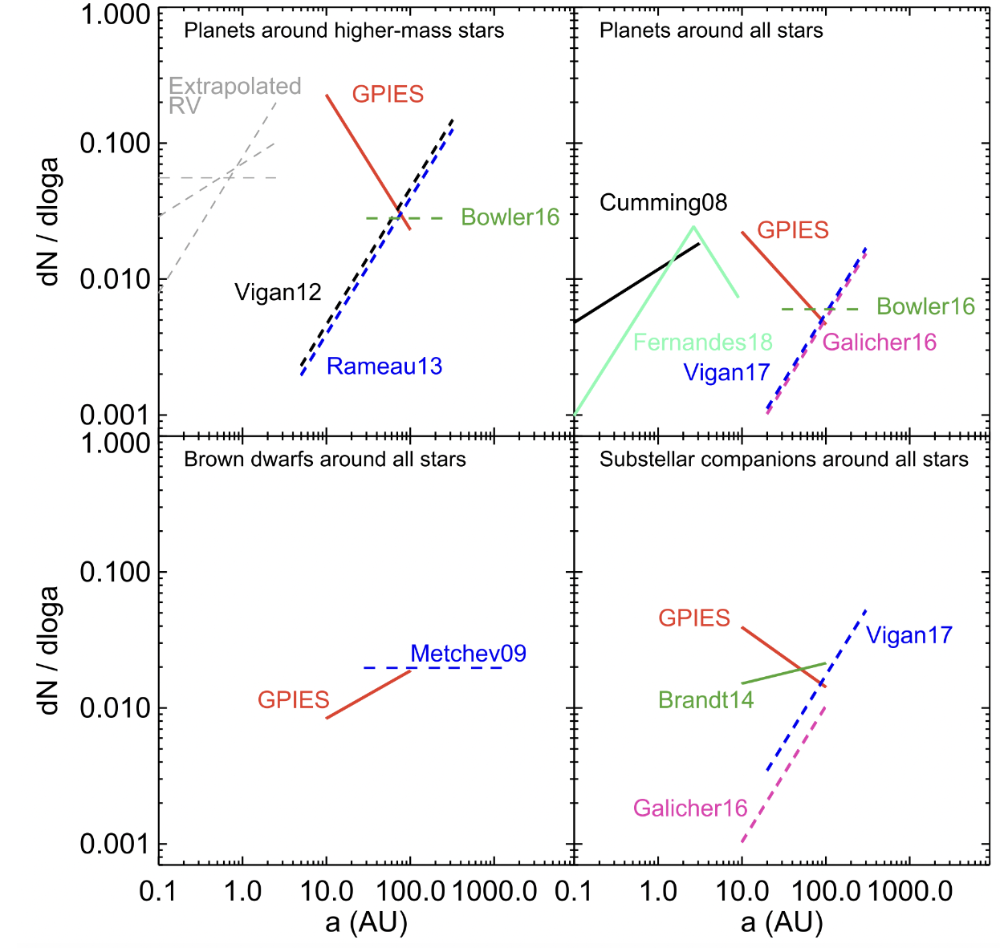 1.000
Planets around higher-mass stars
Planets around all stars
Extrapolated
RV
GPIES
0.100
Cumming08
GPIES
Bowler16
dN / dloga
0.010
Vigan12
Bowler16
Fernandes18
Galicher16
Rameau13
Vigan17
0.001
1.000
Brown dwarfs around all stars
Substellar companions around all stars
0.100
GPIES
Vigan17
Metchev09
dN / dloga
GPIES
Brandt14
0.010
Galicher16
0.001
0.1 1.0 10.0 100.0 1000.0 0.1 1.0 10.0 100.0 1000.0
a (AU) a (AU)